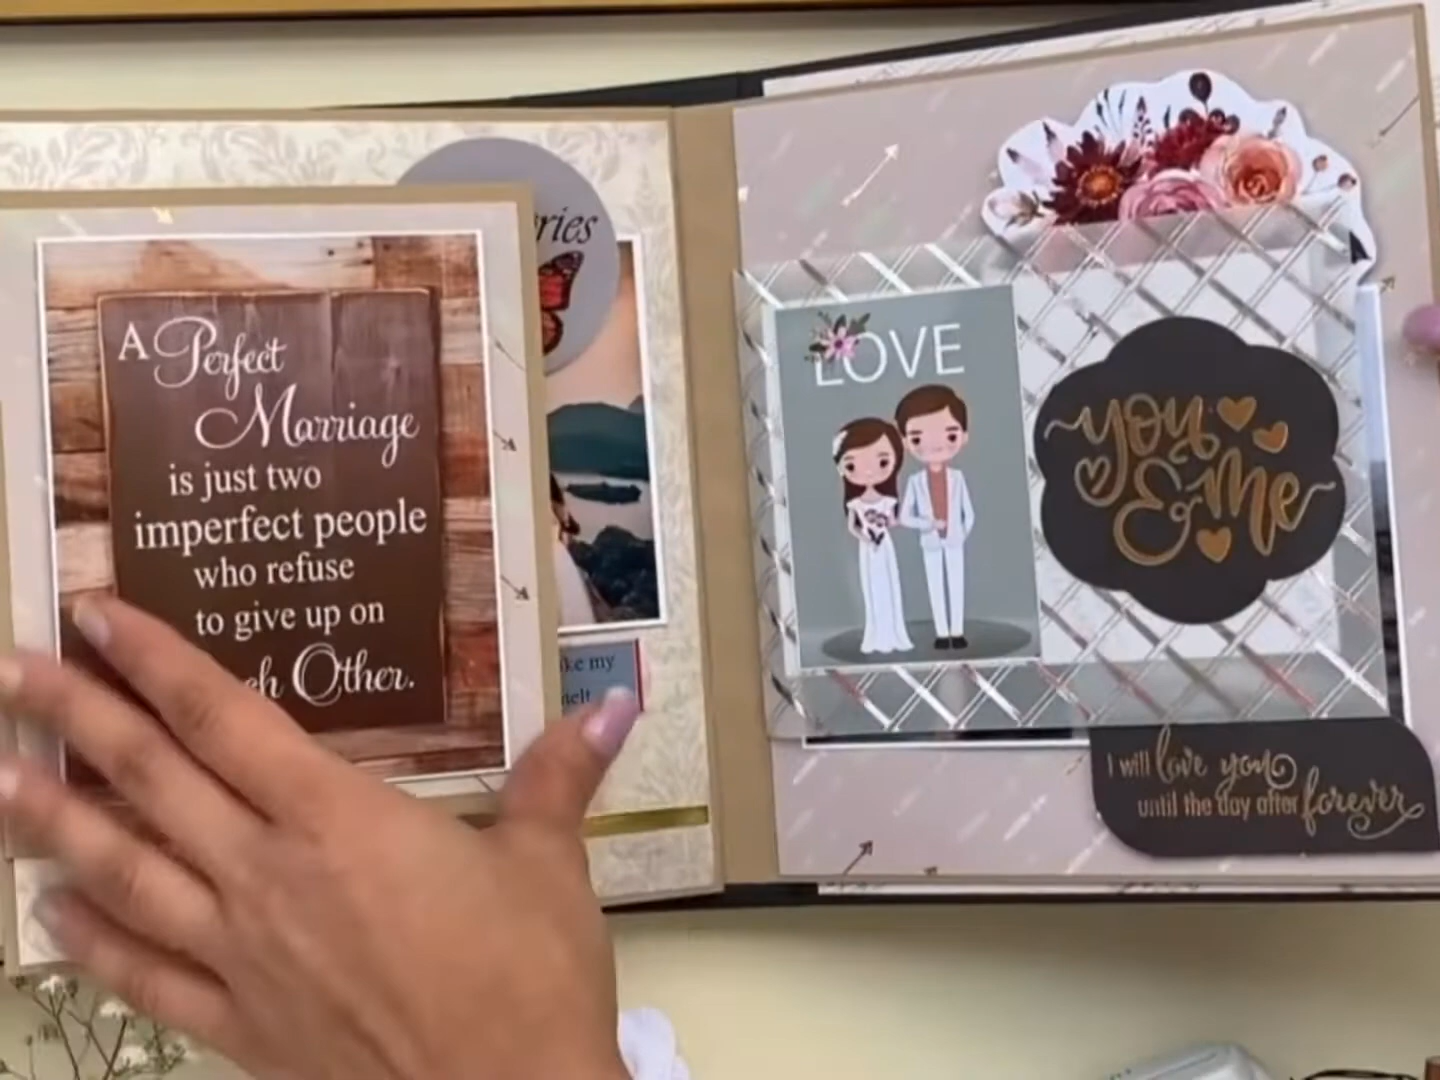 A Perfect
Marriage
is just two
imperfect people
who refuse
to give up on
Other.
my
LOVE
you
& me
I will love you
until the day after forever